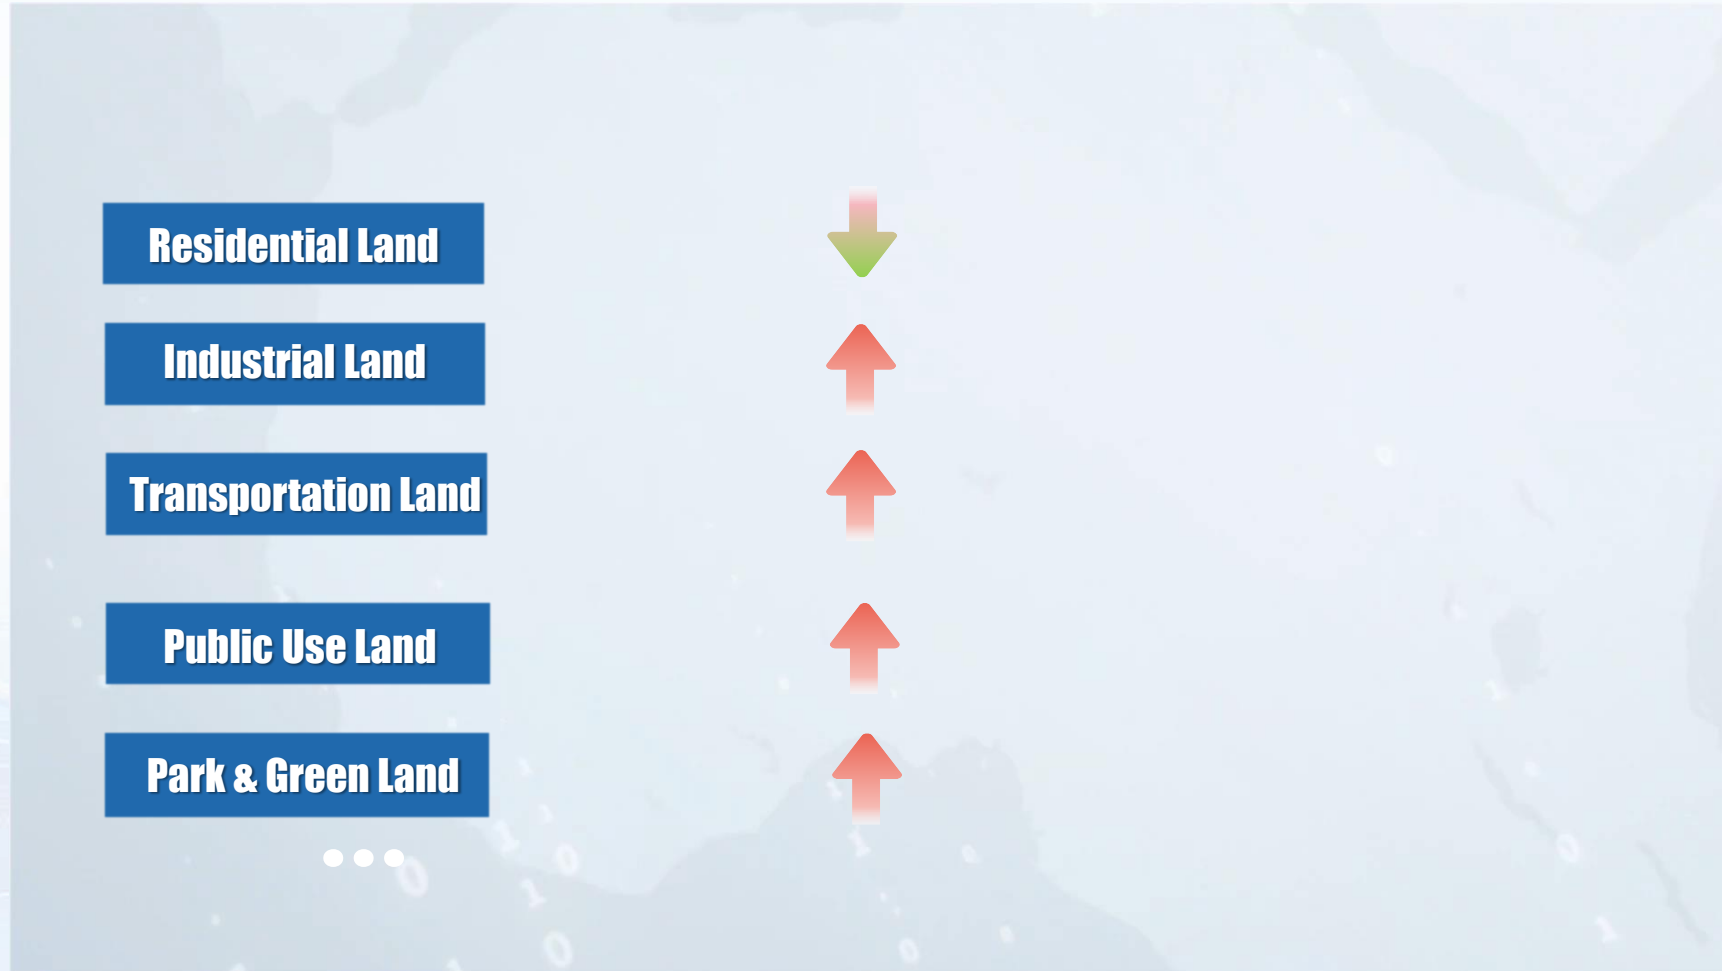 Residential Land
Industrial Land
Transportation Land
Public Use Land
Park & Green Land